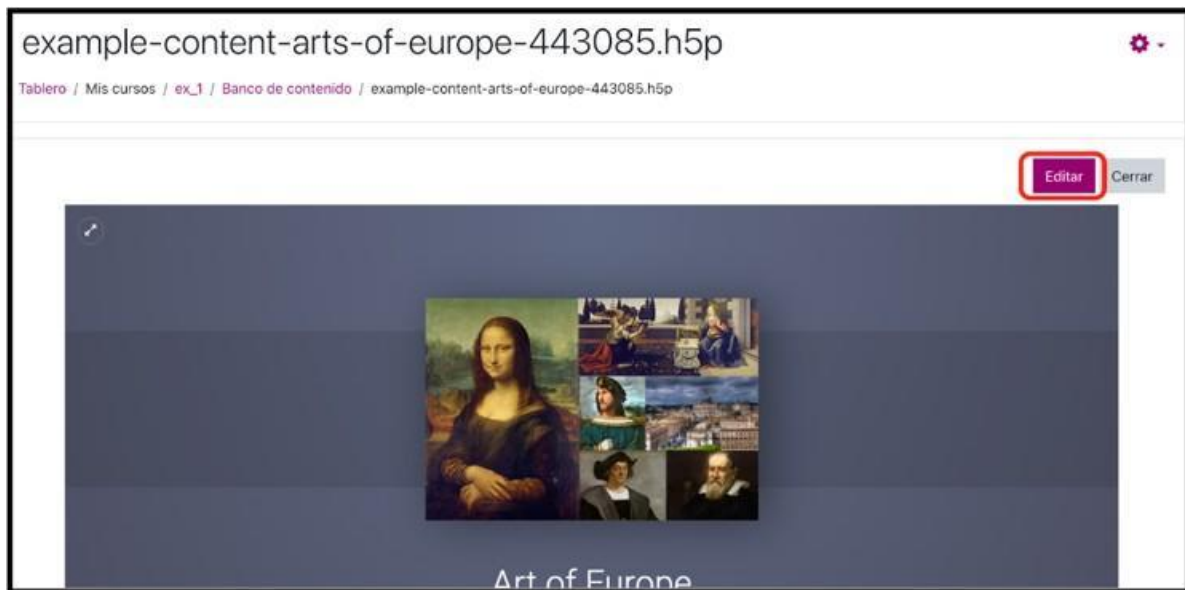 example-content-arts-of-europe-443085.h5p
Tablero / Mis cursos / ex_1 / Banco de contenido / example-content-arts-of-europe-443085.h5p
Editar Cerrar
Art of Europe